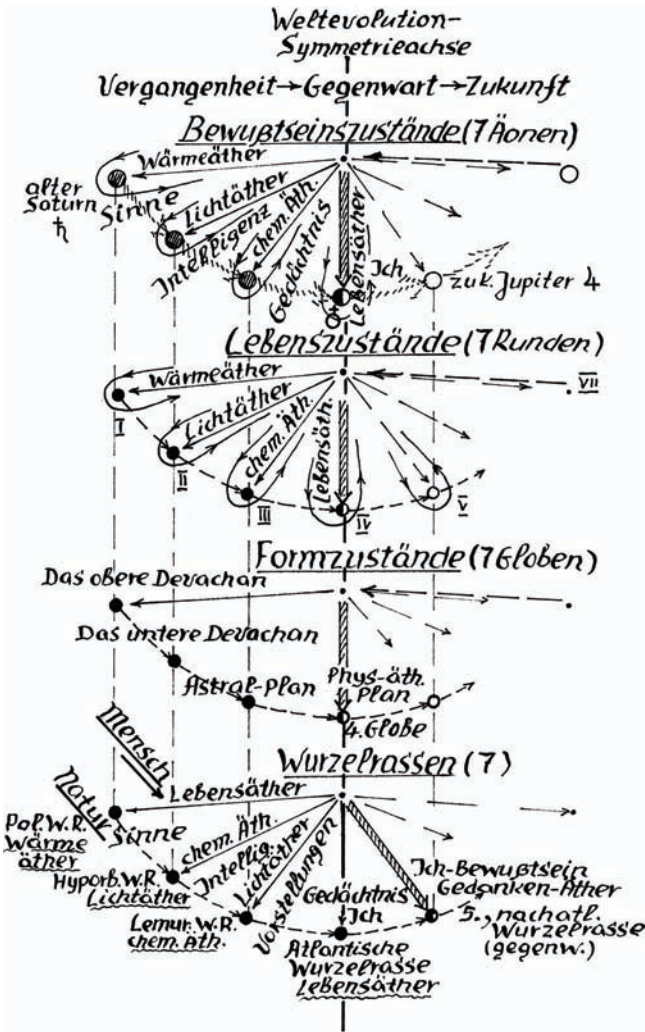 Weltevolution-
Symmetrieachse
Vergangenheit→Gegenwart→Zukunft
Bewußtseinszustände (7 Äonen)
Wärmeäther
alter
Saturn
♄
Sinne
Lichtäther
Intelligenz
chem. Äth.
Gedächtnis
Lebensäther
Ich
zuk. Jupiter ♃
Lebenszustände (7 Runden)
Wärmeäther
VII
I
Lichtäther
II
chem. Äth.
III
Lebensäth.
IV
V
Formzustände (7 Globen)
Das obere Devachan
Das untere Devachan
Astral-Plan
Phys-äth.
Plan
4. Globe
Mensch
Wurzelrassen (7)
Natur
Lebensäther
Pol. W.R.
Wärme
äther
Sinne
chem. Äth.
Intellig.
Hyporb. W.R.
Lichtäther
Lichtäther
Vorstellungen
Lemur. W.R.
chem. Äth.
Gedächtnis
Ich
Atlantische
Wurzelrasse
Lebensäther
Ich-Bewußtsein
Gedanken-Äther
5., nachatl.
Wurzelrasse
(gegenw.)